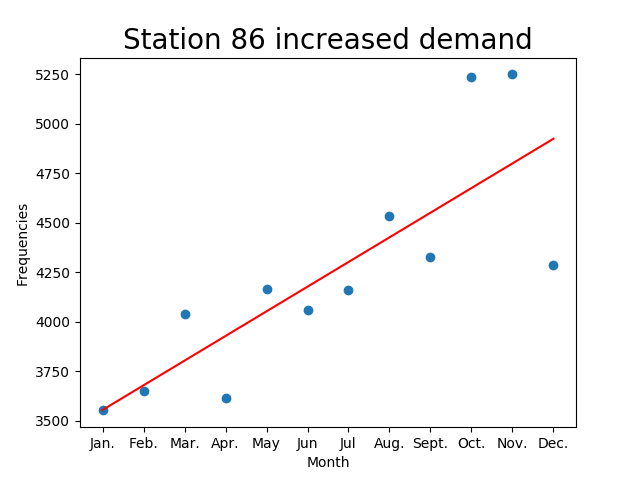 Station 86 increased demand
5250
5000
4750
4500
4250
4000
3750
3500
Frequencies
Jan. Feb. Mar. Apr. May Jun Jul Aug. Sept. Oct. Nov. Dec.
Month